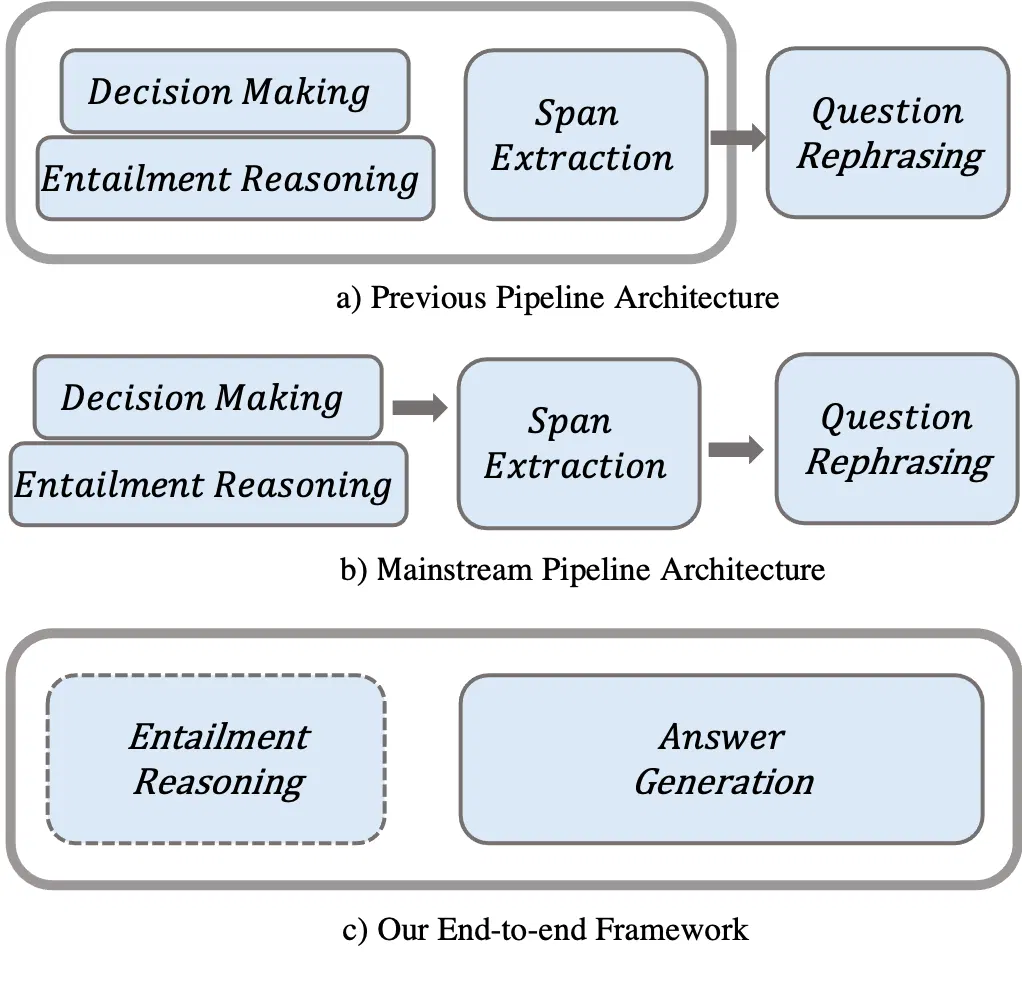 Decision Making
Entailment Reasoning
Span
Extraction
Question
Rephrasing
a) Previous Pipeline Architecture
Decision Making
Entailment Reasoning
Span
Extraction
Question
Rephrasing
b) Mainstream Pipeline Architecture
Entailment
Reasoning
Answer
Generation
c) Our End-to-end Framework